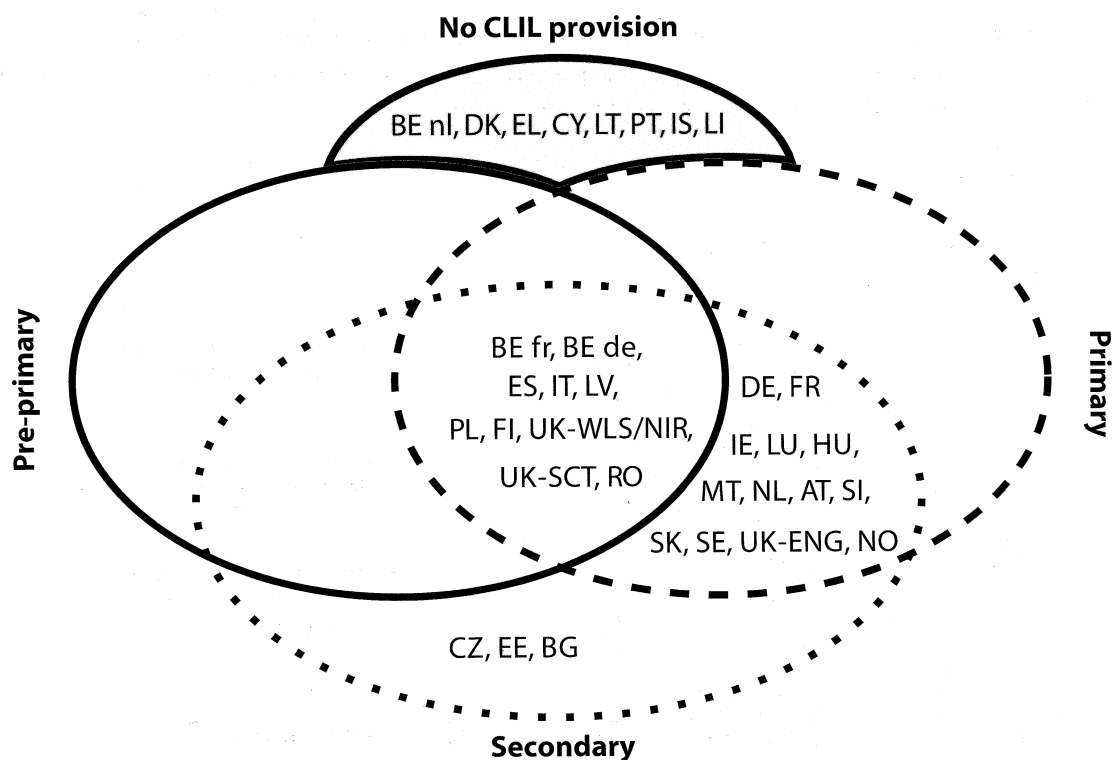 No CLIL provision
BE nl, DK, EL, CY, LT, PT, IS, LI
Pre-primary
Primary
BE fr, BE de,
ES, IT, LV,
PL, FI, UK-WLS/NIR,
UK-SCT, RO
DE, FR
IE, LU, HU,
MT, NL, AT, SI,
SK, SE, UK-ENG, NO
CZ, EE, BG
Secondary